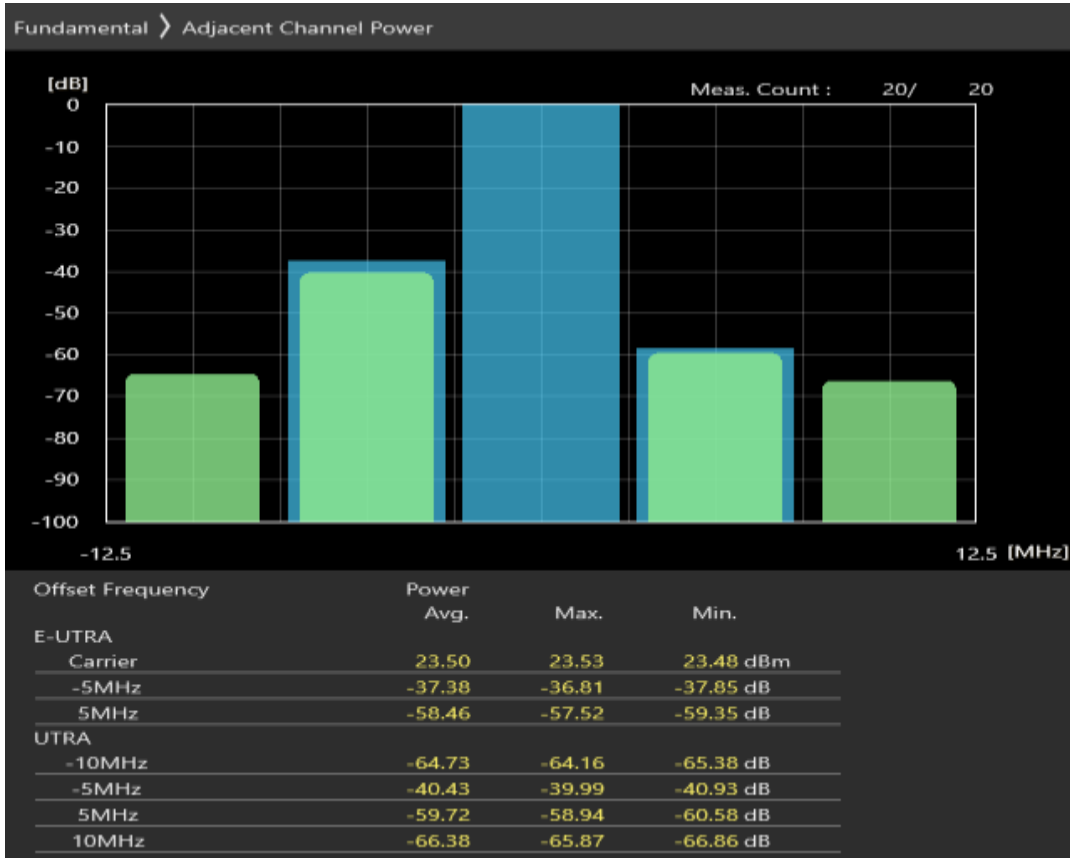 Fundamental ❭ Adjacent Channel Power
[dB]
Meas. Count : 20/ 20
0
-10
-20
-30
-40
-50
-60
-70
-80
-90
-100
-12.5 12.5 [MHz]
Offset Frequency Power
Avg. Max. Min.
E-UTRA
Carrier 23.50 23.53 23.48 dBm
-5MHz -37.38 -36.81 -37.85 dB
5MHz -58.46 -57.52 -59.35 dB
UTRA
-10MHz -64.73 -64.16 -65.38 dB
-5MHz -40.43 -39.99 -40.93 dB
5MHz -59.72 -58.94 -60.58 dB
10MHz -66.38 -65.87 -66.86 dB